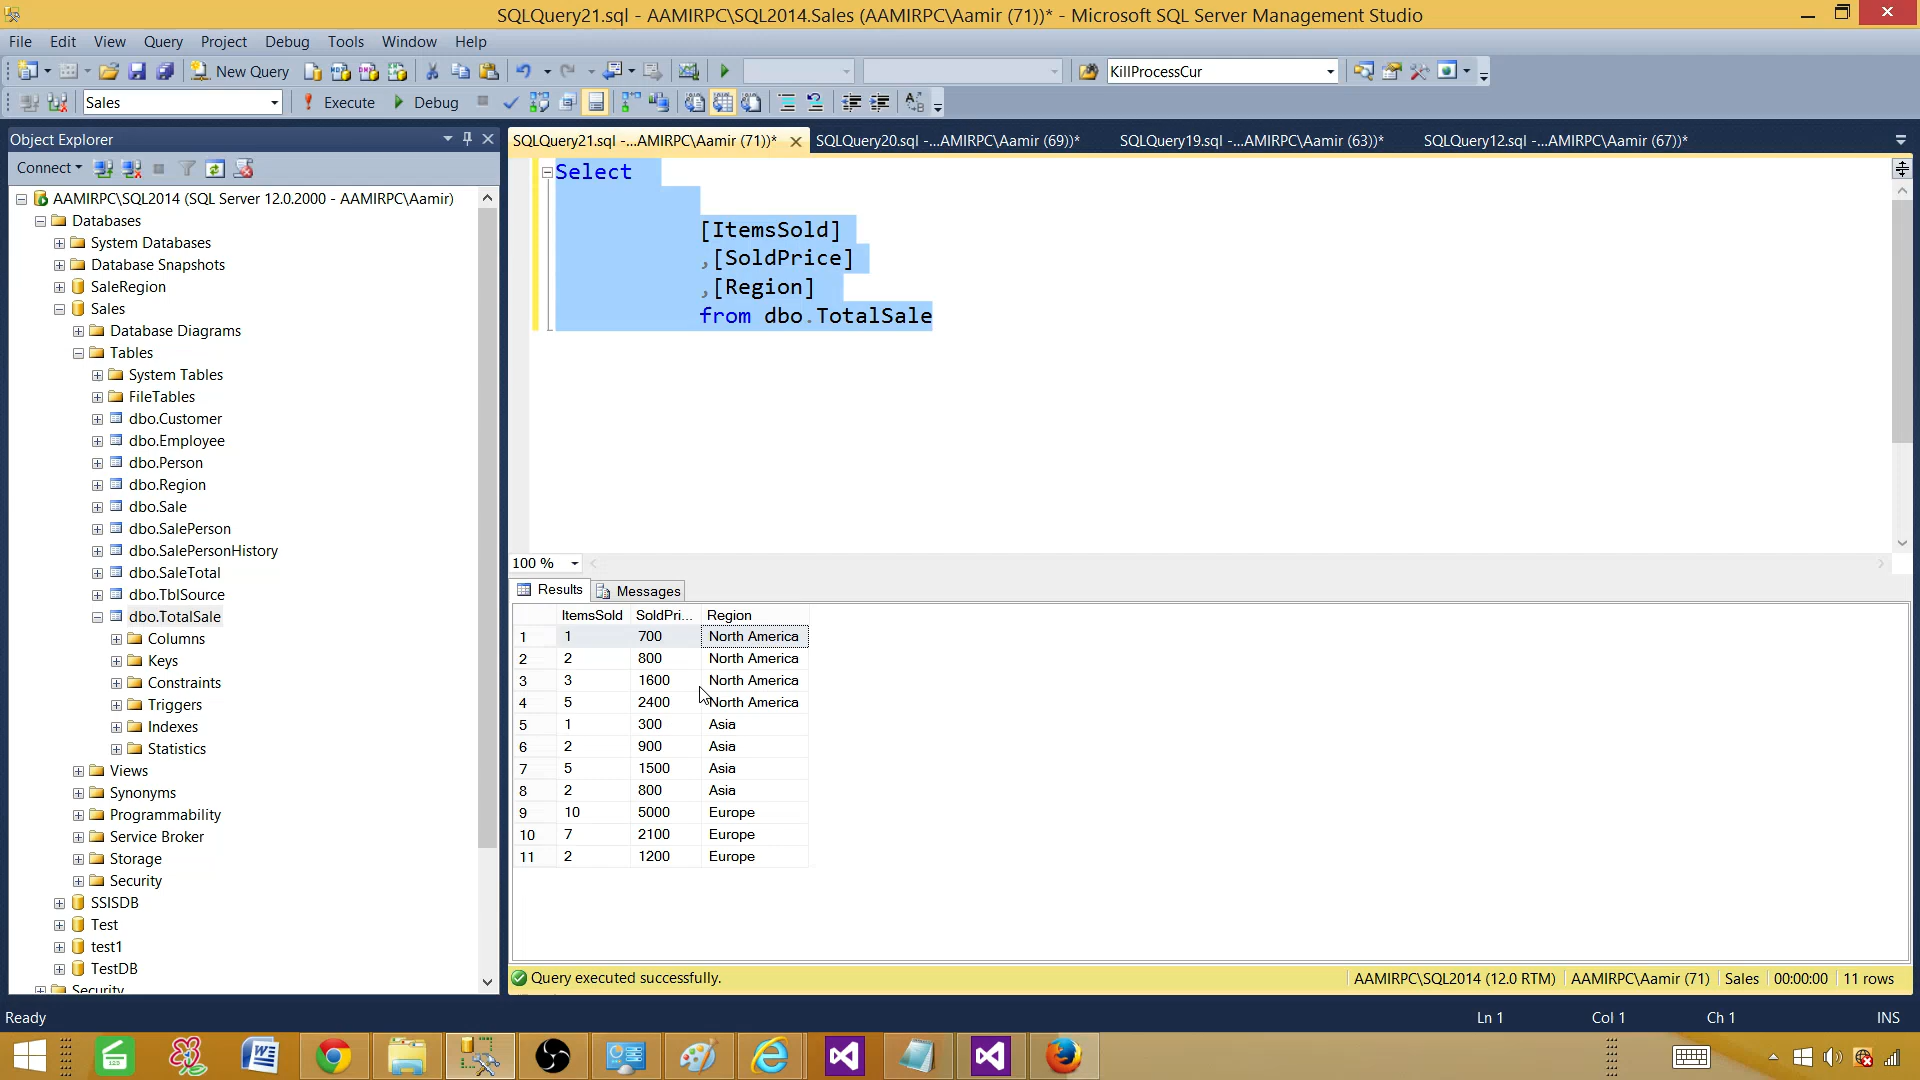 SQLQuery21.sql - AAMIRPC\SQL2014.Sales (AAMIRPC\Aamir (71))* - Microsoft SQL Server Management Studio
File Edit View Query Project Debug Tools Window Help
New Query KillProcessCur
Sales Execute Debug
Object Explorer
SQLQuery21.sql -...AMIRPC\Aamir (71))* SQLQuery20.sql -...AMIRPC\Aamir (69))* SQLQuery19.sql -...AMIRPC\Aamir (63))* SQLQuery12.sql -...AMIRPC\Aamir (67))*
Connect
AAMIRPC\SQL2014 (SQL Server 12.0.2000 - AAMIRPC\Aamir)
Databases
System Databases
Database Snapshots
SaleRegion
Sales
Database Diagrams
Tables
System Tables
FileTables
dbo.Customer
dbo.Employee
dbo.Person
dbo.Region
dbo.Sale
dbo.SalePerson
dbo.SalePersonHistory
dbo.SaleTotal
dbo.TblSource
dbo.TotalSale
Columns
Keys
Constraints
Triggers
Indexes
Statistics
Views
Synonyms
Programmability
Service Broker
Storage
Security
SSISDB
Test
test1
TestDB
Security
Select
[ItemsSold]
,[SoldPrice]
,[Region]
from dbo.TotalSale
100 %
Results Messages
ItemsSold SoldPri... Region
1 1 700 North America
2 2 800 North America
3 3 1600 North America
4 5 2400 North America
5 1 300 Asia
6 2 900 Asia
7 5 1500 Asia
8 2 800 Asia
9 10 5000 Europe
10 7 2100 Europe
11 2 1200 Europe
Query executed successfully. AAMIRPC\SQL2014 (12.0 RTM) AAMIRPC\Aamir (71) Sales 00:00:00 11 rows
Ready Ln 1 Col 1 Ch 1 INS